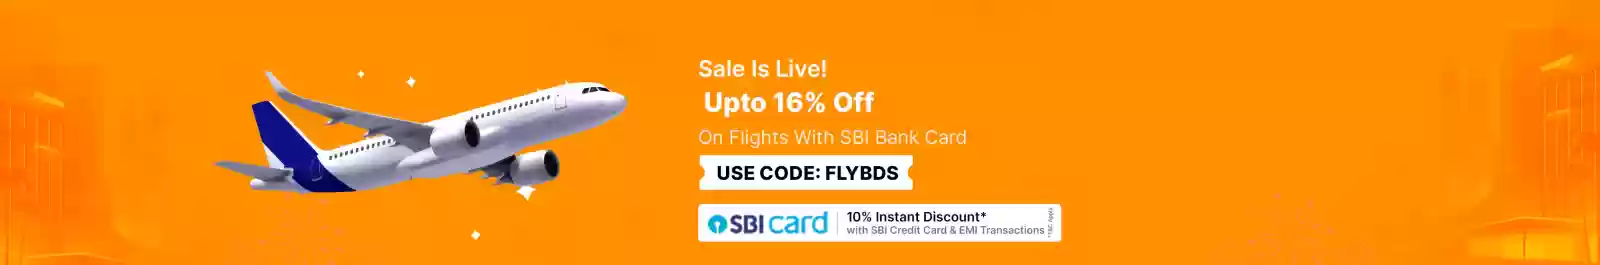 Sale Is Live!
Upto 16% Off
On Flights With SBI Bank Card
USE CODE: FLYBDS
SBI card
10% Instant Discount*
with SBI Credit Card & EMI Transactions
*T&C Apply